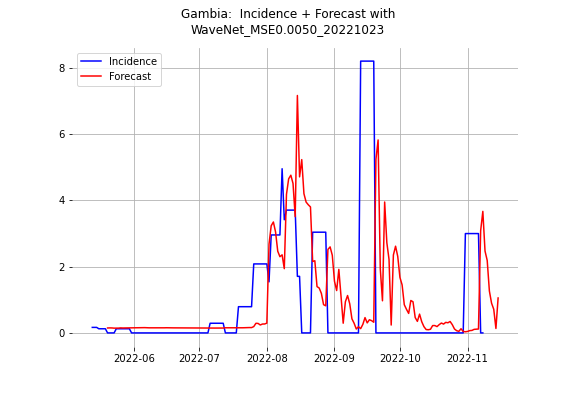 Gambia:  Incidence + Forecast with
WaveNet_MSE0.0050_20221023
Incidence
Forecast
8
6
4
2
0
2022-06
2022-07
2022-08
2022-09
2022-10
2022-11